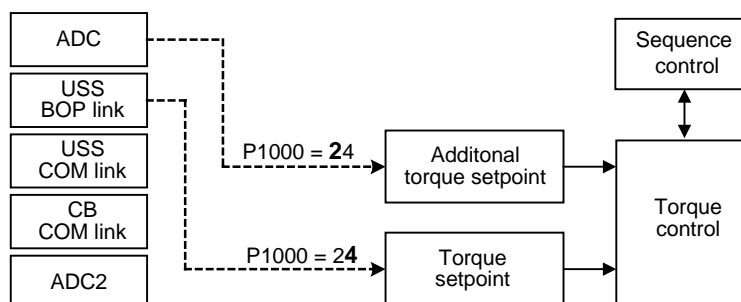 ADC
USS
BOP link
USS
COM link
CB
COM link
ADC2
P1000 = 24
P1000 = 24
Additonal
torque setpoint
Torque
setpoint
Sequence
control
Torque
control